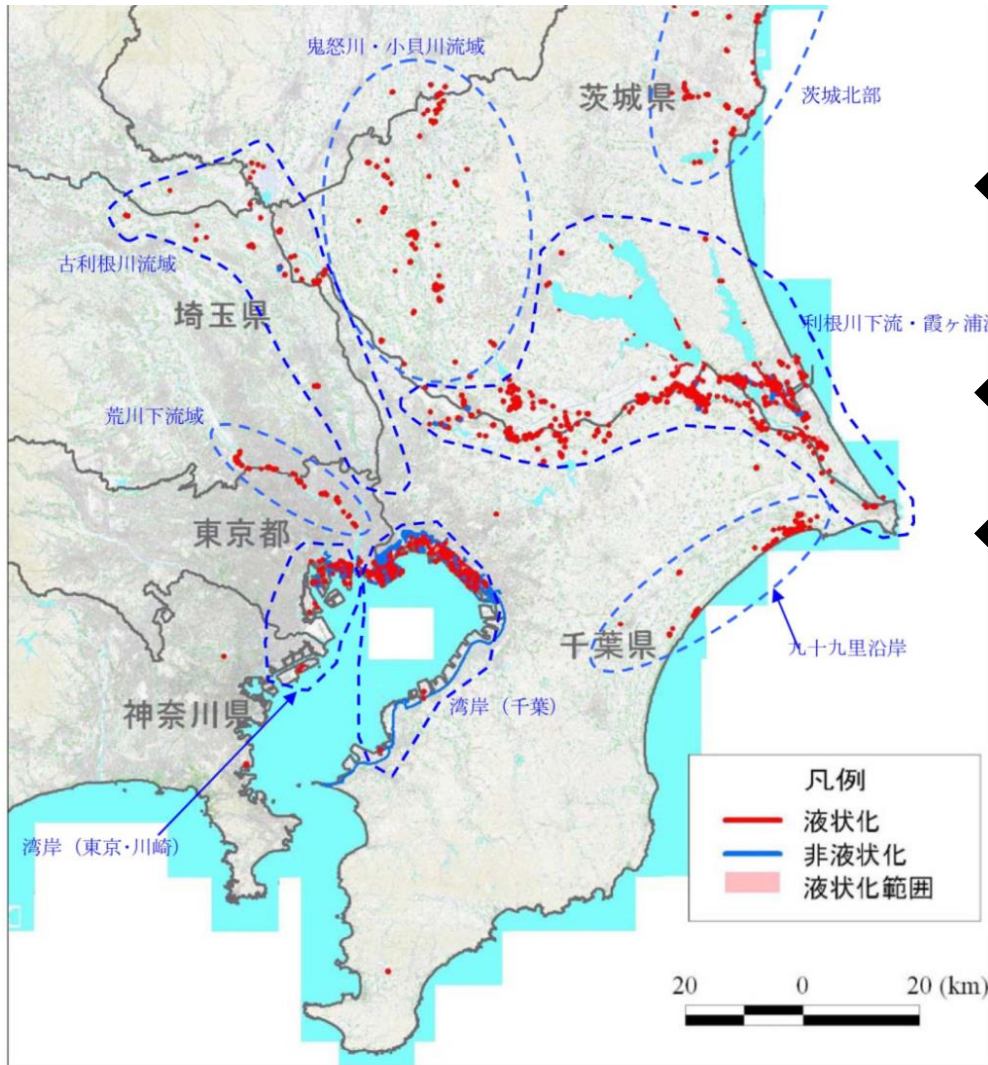 鬼怒川・小貝川流域
茨城県
茨城北部
古利根川流域
埼玉県
利根川下流・霞ヶ浦
荒川下流域
東京都
千葉県
九十九里沿岸
神奈川県
湾岸（千葉）
湾岸（東京・川崎）
凡例
液状化
非液状化
液状化範囲
20 0 20 (km)